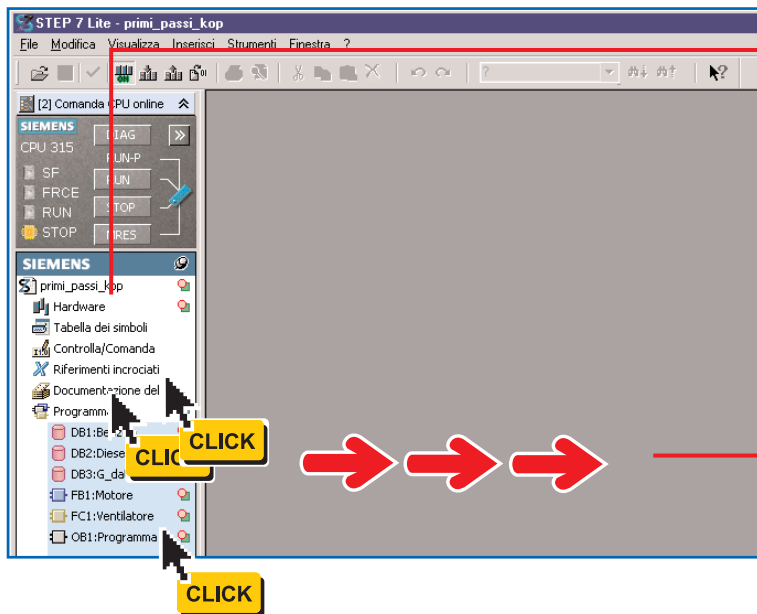 STEP 7 Lite - primi_passi_kop
File Modifica Visualizza Inserisci Strumenti Finestra ?
ON ?
[2] Comanda CPU online
SIEMENS
DIAG
CPU 315
RUN-P
SF
RUN
FRCE
STOP
RUN
STOP
MRES
SIEMENS
primi_passi_kop
Hardware
Tabella dei simboli
Controlla/Comanda
Riferimenti incrociati
Documentazione del
Programm
DB1:Be
DB2:Diese
DB3:G_da
FB1:Motore
FC1:Ventilatore
OB1:Programma
CLICK
CLICK
CLICK